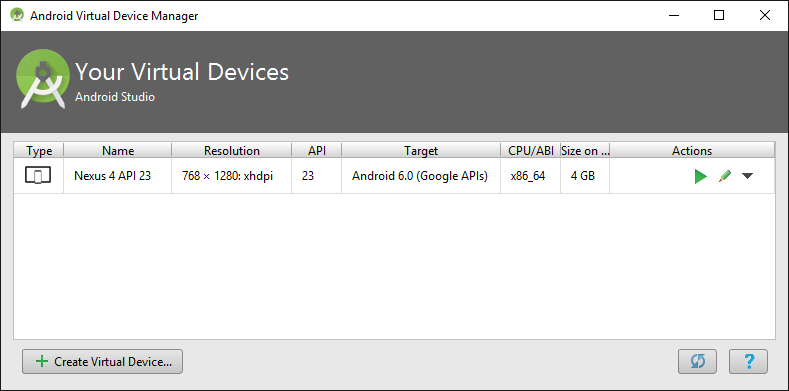 Android Virtual Device Manager
Your Virtual Devices
Android Studio
Type Name Resolution API Target CPU/ABI Size on ... Actions
Nexus 4 API 23 768 × 1280: xhdpi 23 Android 6.0 (Google APIs) x86_64 4 GB
Create Virtual Device...
?